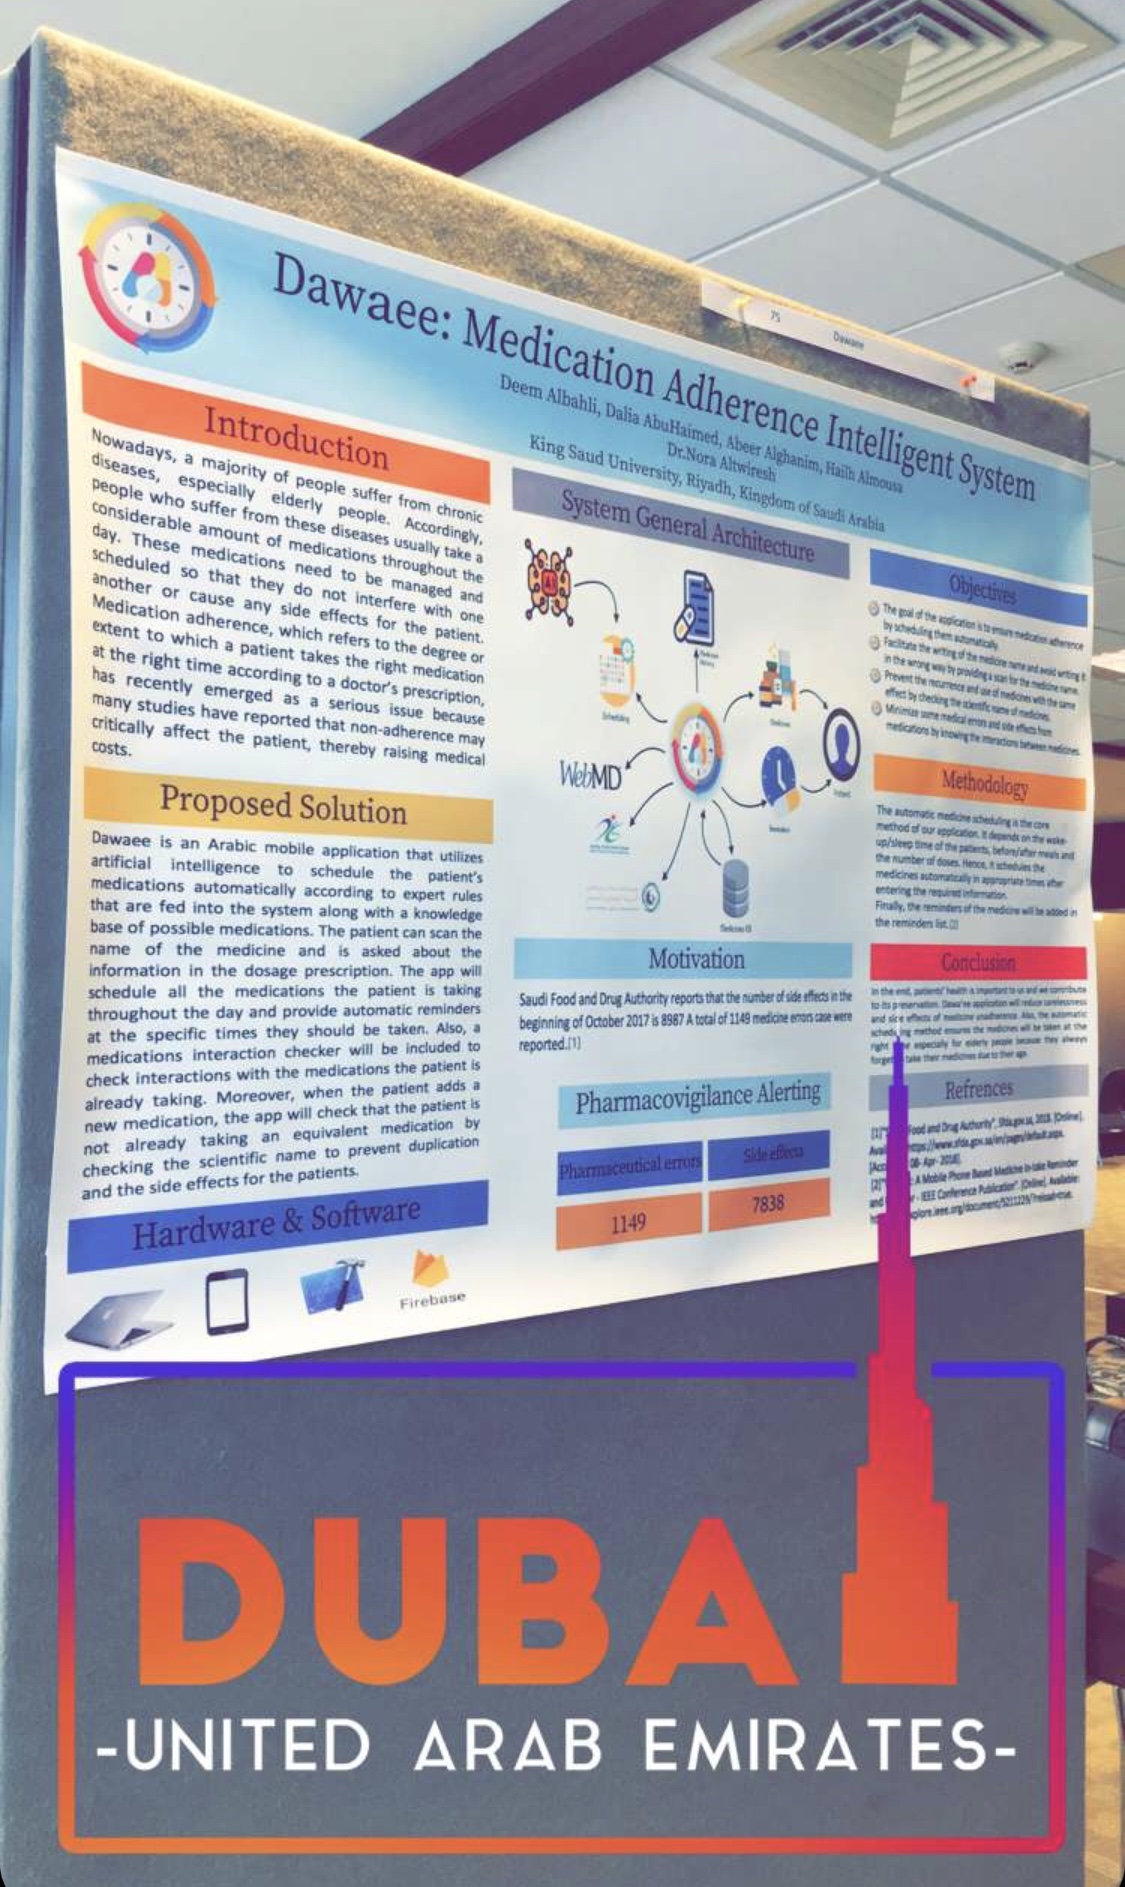 75 Dawaee
Dawaee: Medication Adherence Intelligent System
Deem Albahli, Dalia AbuHaimed, Abeer Alghanim, Haifh Almousa
Dr.Nora Altwiresh
King Saud University, Riyadh, Kingdom of Saudi Arabia
Introduction
Nowadays, a majority of people suffer from chronic
diseases, especially elderly people. Accordingly,
people who suffer from these diseases usually take a
considerable amount of medications throughout the
day. These medications need to be managed and
scheduled so that they do not interfere with one
another or cause any side effects for the patient.
Medication adherence, which refers to the degree or
extent to which a patient takes the right medication
at the right time according to a doctor's prescription,
has recently emerged as a serious issue because
many studies have reported that non-adherence may
critically affect the patient, thereby raising medical
costs.
Proposed Solution
Dawaee is an Arabic mobile application that utilizes
artificial intelligence to schedule the patient's
medications automatically according to expert rules
that are fed into the system along with a knowledge
base of possible medications. The patient can scan the
name of the medicine and is asked about the
information in the dosage prescription. The app will
schedule all the medications the patient is taking
throughout the day and provide automatic reminders
at the specific times they should be taken. Also, a
medications interaction checker will be included to
check interactions with the medications the patient is
already taking. Moreover, when the patient adds a
new medication, the app will check that the patient is
not already taking an equivalent medication by
checking the scientific name to prevent duplication
and the side effects for the patients.
Hardware & Software
Firebase
System General Architecture
AI
Scheduling
WebMD
Patient
Medicines DB
Motivation
Saudi Food and Drug Authority reports that the number of side effects in the
beginning of October 2017 is 8987 A total of 1149 medicine errors case were
reported.[1]
Pharmacovigilance Alerting
Pharmaceutical errors Side effects
1149 7838
Objectives
The goal of the application is to ensure medication adherence
by scheduling them automatically.
Facilitate the writing of the medicine name and avoid writing it
in the wrong way by providing a scan for the medicine name.
Prevent the recurrence and use of medicines with the same
effect by checking the scientific name of medicines.
Minimize some medical errors and side effects from
medications by knowing the interactions between medicines.
Methodology
The automatic medicine scheduling is the core
method of our application. It depends on the wake-
up/sleep time of the patients, before/after meals and
the number of doses. Hence, it schedules the
medicines automatically in appropriate times after
entering the required information.
Finally, the reminders of the medicine will be added in
the reminders list.[2]
Conclusion
In the end, patients' health is important to us and we contribute
to its preservation. Dawa'ee application will reduce carelessness
and side effects of medicine unadherence. Also, the automatic
ing method ensures the medicines will be taken at the
right especially for elderly people because they always
take their medicines due to their age.
Refrences
Food and Drug Authority", Sfda.gov.sa, 2018. [Online].
https://www.sfda.gov.sa/en/pages/default.aspx.
08- Apr- 2018].
[2] : A Mobile Phone Based Medicine In-take Reminder
and - IEEE Conference Publication". [Online]. Available:
DUBAI
-UNITED ARAB EMIRATES-